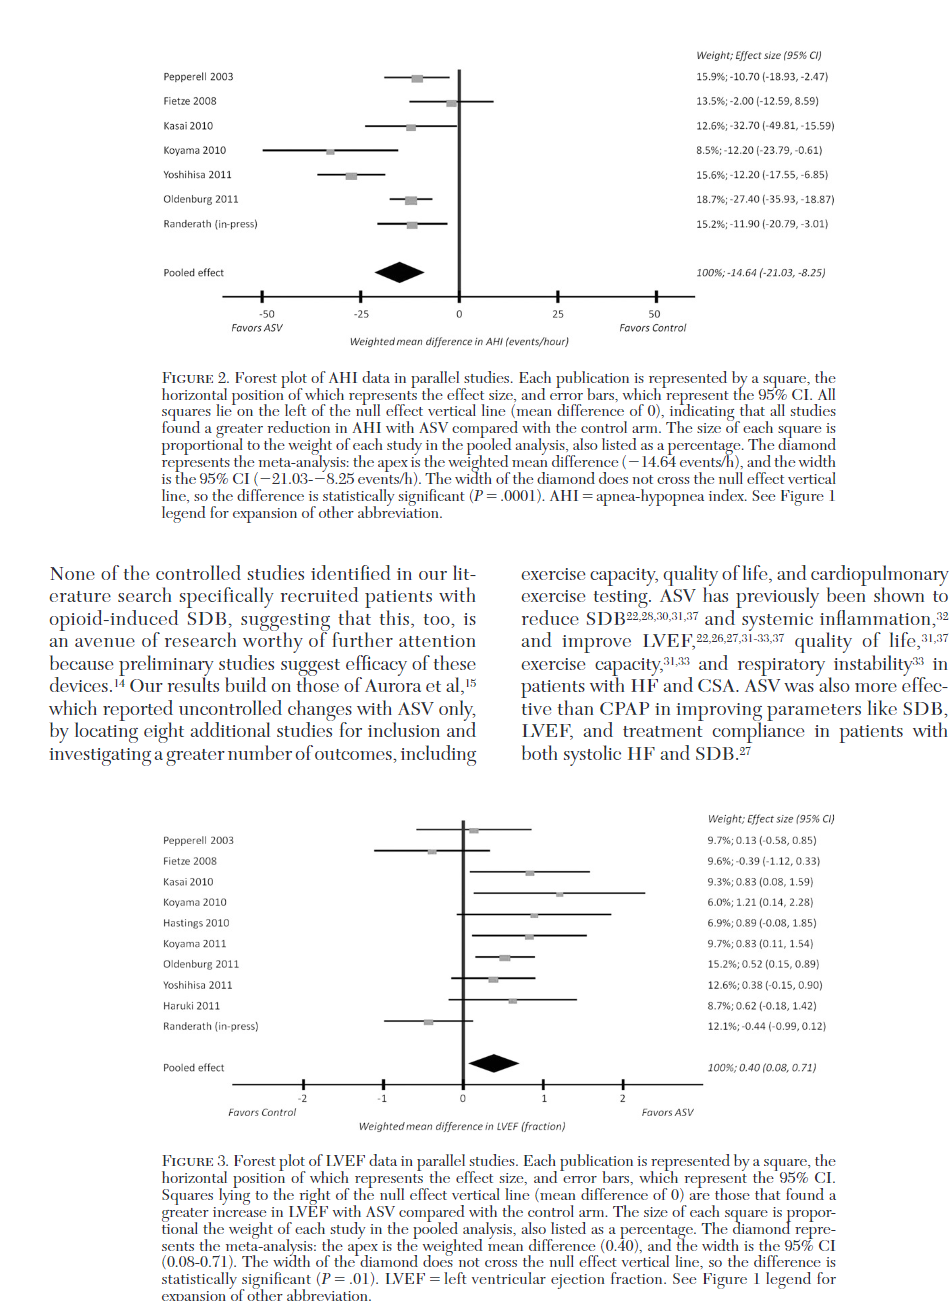 Weight; Effect size (95% CI)
Pepperell 2003 15.9%; -10.70 (-18.93, -2.47)
Fietze 2008 13.5%; -2.00 (-12.59, 8.59)
Kasai 2010 12.6%; -32.70 (-49.81, -15.59)
Koyama 2010 8.5%; -12.20 (-23.79, -0.61)
Yoshihisa 2011 15.6%; -12.20 (-17.55, -6.85)
Oldenburg 2011 18.7%; -27.40 (-35.93, -18.87)
Randerath (in-press) 15.2%; -11.90 (-20.79, -3.01)
Pooled effect 100%; -14.64 (-21.03, -8.25)
-50 -25 0 25 50
Favors ASV Favors Control
Weighted mean difference in AHI (events/hour)
FIGURE 2. Forest plot of AHI data in parallel studies. Each publication is represented by a square, the
horizontal position of which represents the effect size, and error bars, which represent the 95% CI. All
squares lie on the left of the null effect vertical line (mean difference of 0), indicating that all studies
found a greater reduction in AHI with ASV compared with the control arm. The size of each square is
proportional to the weight of each study in the pooled analysis, also listed as a percentage. The diamond
represents the meta-analysis: the apex is the weighted mean difference (−14.64 events/h), and the width
is the 95% CI (−21.03-−8.25 events/h). The width of the diamond does not cross the null effect vertical
line, so the difference is statistically significant (P = .0001). AHI = apnea-hypopnea index. See Figure 1
legend for expansion of other abbreviation.
None of the controlled studies identified in our lit-
erature search specifically recruited patients with
opioid-induced SDB, suggesting that this, too, is
an avenue of research worthy of further attention
because preliminary studies suggest efficacy of these
devices.14 Our results build on those of Aurora et al,15
which reported uncontrolled changes with ASV only,
by locating eight additional studies for inclusion and
investigating a greater number of outcomes, including
exercise capacity, quality of life, and cardiopulmonary
exercise testing. ASV has previously been shown to
reduce SDB22,28,30,31,37 and systemic inflammation,32
and improve LVEF,22,26,27,31-33,37 quality of life,31,37
exercise capacity,31,33 and respiratory instability33 in
patients with HF and CSA. ASV was also more effec-
tive than CPAP in improving parameters like SDB,
LVEF, and treatment compliance in patients with
both systolic HF and SDB.27
Weight; Effect size (95% CI)
Pepperell 2003 9.7%; 0.13 (-0.58, 0.85)
Fietze 2008 9.6%; -0.39 (-1.12, 0.33)
Kasai 2010 9.3%; 0.83 (0.08, 1.59)
Koyama 2010 6.0%; 1.21 (0.14, 2.28)
Hastings 2010 6.9%; 0.89 (-0.08, 1.85)
Koyama 2011 9.7%; 0.83 (0.11, 1.54)
Oldenburg 2011 15.2%; 0.52 (0.15, 0.89)
Yoshihisa 2011 12.6%; 0.38 (-0.15, 0.90)
Haruki 2011 8.7%; 0.62 (-0.18, 1.42)
Randerath (in-press) 12.1%; -0.44 (-0.99, 0.12)
Pooled effect 100%; 0.40 (0.08, 0.71)
-2 -1 0 1 2
Favors Control Favors ASV
Weighted mean difference in LVEF (fraction)
FIGURE 3. Forest plot of LVEF data in parallel studies. Each publication is represented by a square, the
horizontal position of which represents the effect size, and error bars, which represent the 95% CI.
Squares lying to the right of the null effect vertical line (mean difference of 0) are those that found a
greater increase in LVEF with ASV compared with the control arm. The size of each square is propor-
tional the weight of each study in the pooled analysis, also listed as a percentage. The diamond repre-
sents the meta-analysis: the apex is the weighted mean difference (0.40), and the width is the 95% CI
(0.08-0.71). The width of the diamond does not cross the null effect vertical line, so the difference is
statistically significant (P = .01). LVEF = left ventricular ejection fraction. See Figure 1 legend for
expansion of other abbreviation.